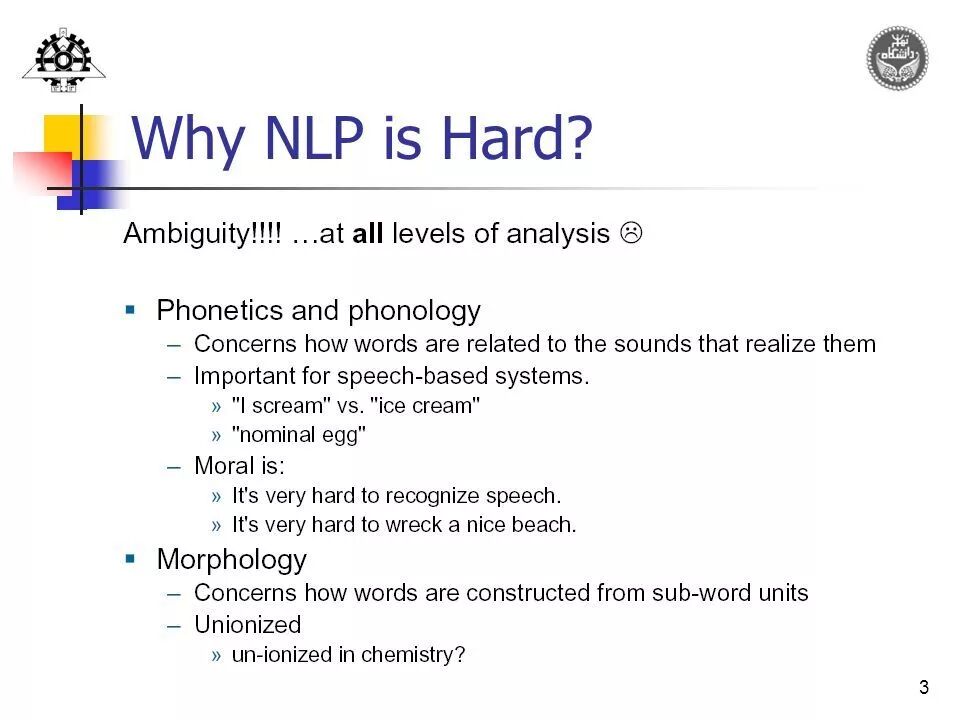 Why NLP is Hard?
Ambiguity!!!! …at all levels of analysis ☹
▪ Phonetics and phonology
– Concerns how words are related to the sounds that realize them
– Important for speech-based systems.
» "I scream" vs. "ice cream"
» "nominal egg"
– Moral is:
» It's very hard to recognize speech.
» It's very hard to wreck a nice beach.
▪ Morphology
– Concerns how words are constructed from sub-word units
– Unionized
» un-ionized in chemistry?
3